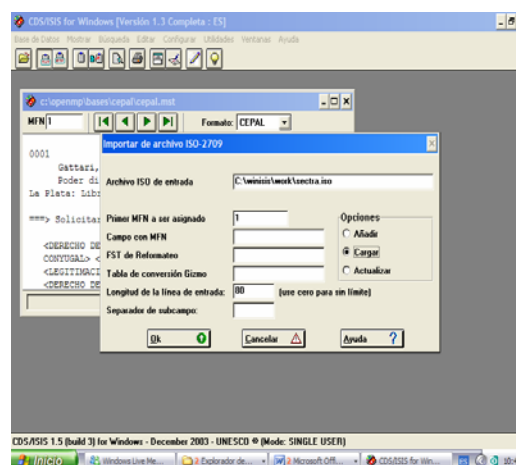 CDS/ISIS for Windows [Versión 1.3 Completa : ES]
Base de Datos Mostrar Búsqueda Editar Configurar Utilidades Ventanas Ayuda
c:\openmp\bases\cepal\cepal.mst
MFN 1 Formato: CEPAL
Importar de archivo ISO-2709
0001
Gattari,
Poder di
La Plata: Libr
===> Solicitar
<DERECHO DE
CONYUGAL> <
<LEGITIMACI
<DERECHO DE
Archivo ISO de entrada C:\winisis\work\sectra.iso
Primer MFN a ser asignado 1
Campo con MFN
FST de Reformateo
Tabla de conversión Gizmo
Longitud de la línea de entrada: 80 (use cero para sin límite)
Separador de subcampo:
Opciones
Añadir
Cargar
Actualizar
Ok Cancelar Ayuda
CDS/ISIS 1.5 (build 3) for Windows - December 2003 - UNESCO © (Mode: SINGLE USER)
Inicio Windows Live Me... 2 Explorador de... 2 Microsoft Offi... CDS/ISIS for Win... ES